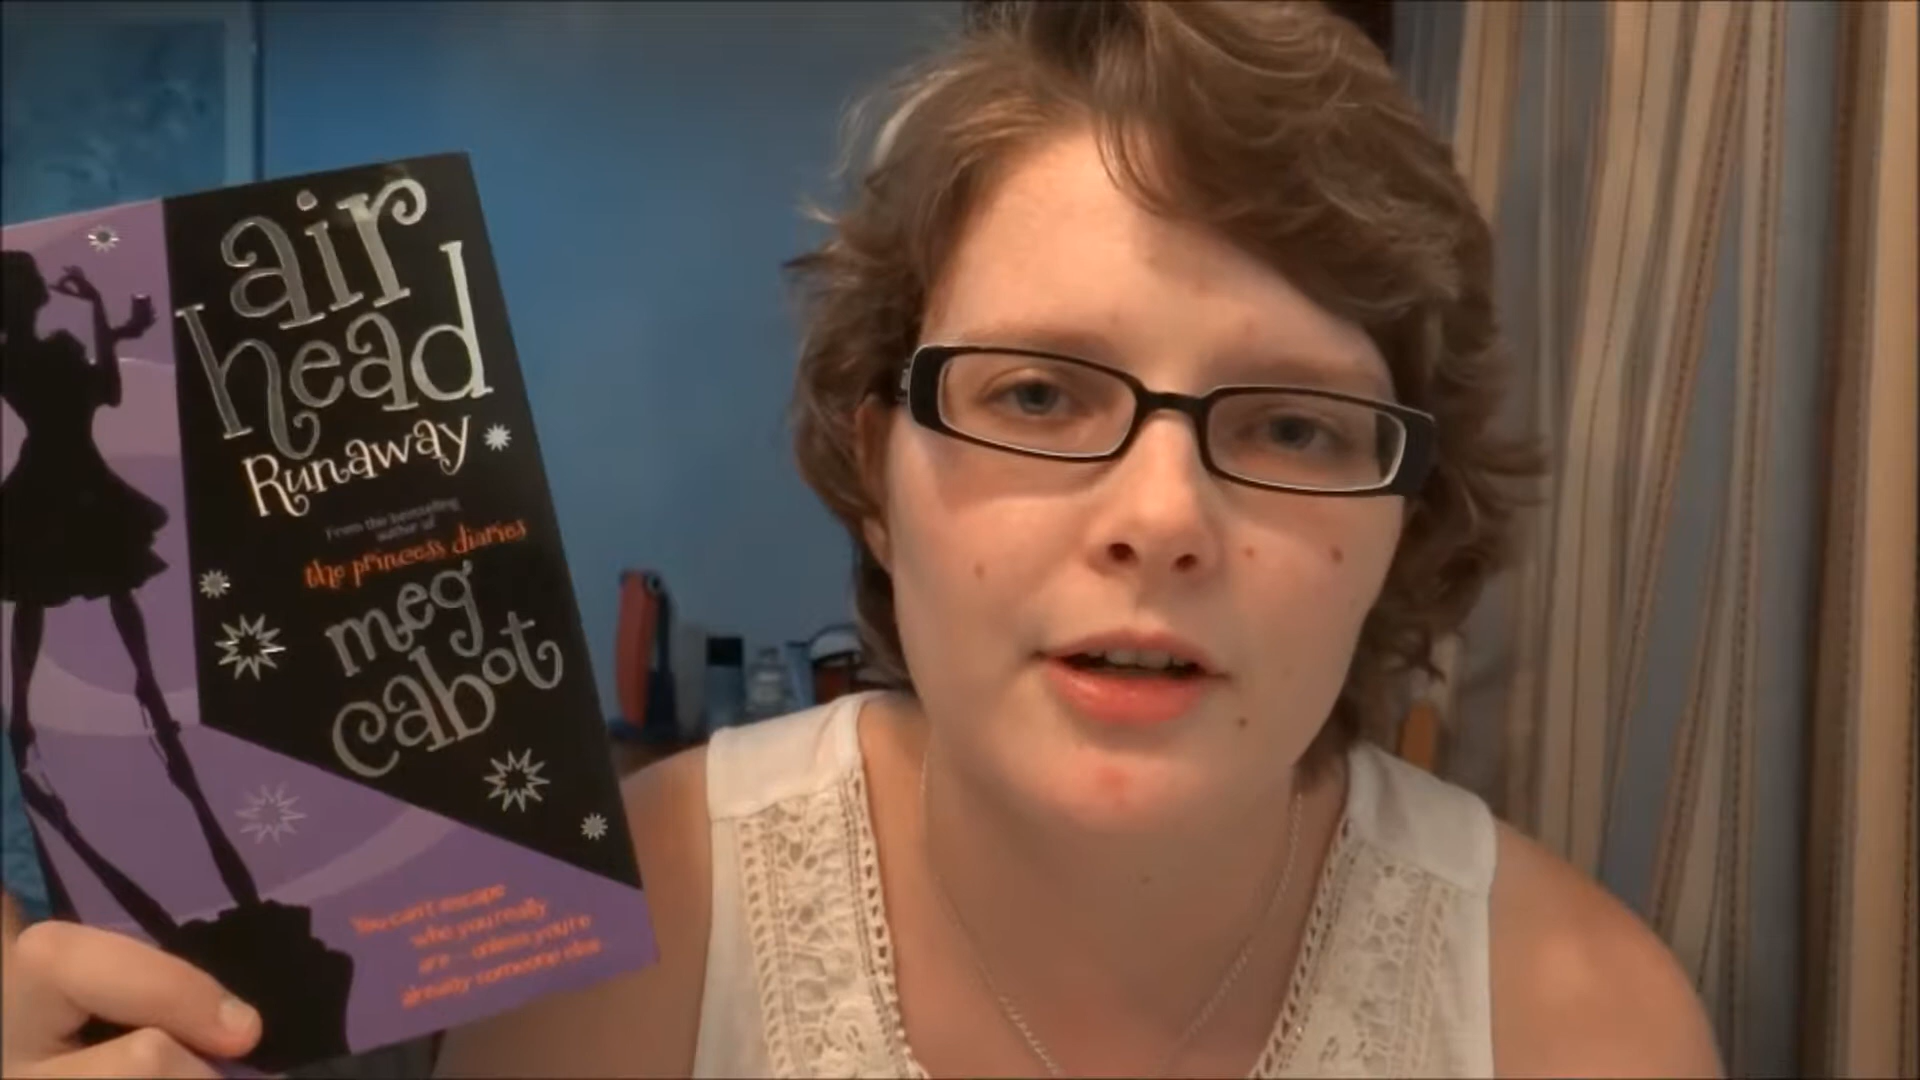 air
head
Runaway
From the bestselling
author of
the princess diaries
meg
cabot
You can't escape
who you really
are - unless you're
already someone else